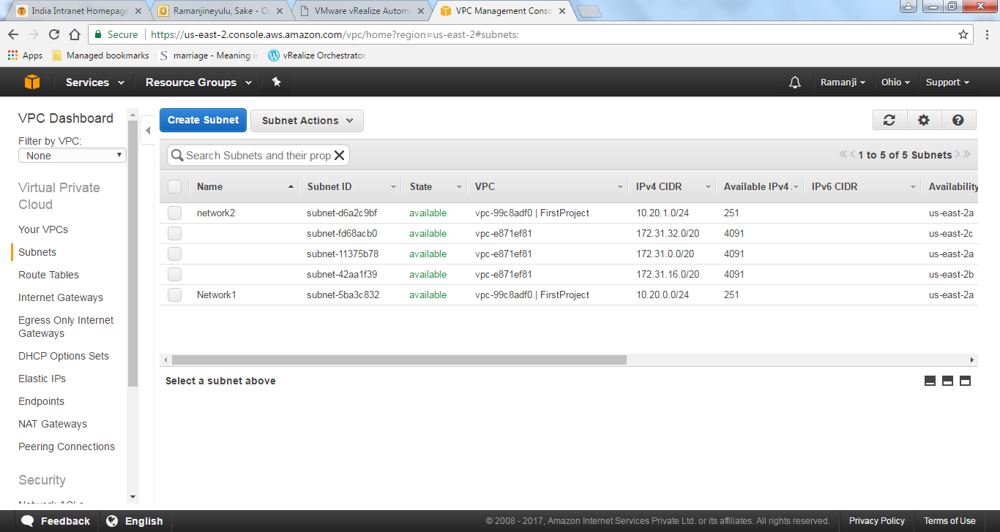 India Intranet Homepage
Ramanjineyulu, Sake - Ou
VMware vRealize Automa
VPC Management Conso
Secure
https://us-east-2.console.aws.amazon.com/vpc/home?region=us-east-2#subnets:
Apps
Managed bookmarks
S marriage - Meaning in
vRealize Orchestrator
Services
Resource Groups
Ramanji
Ohio
Support
VPC Dashboard
Filter by VPC:
None
Virtual Private
Cloud
Your VPCs
Subnets
Route Tables
Internet Gateways
Egress Only Internet
Gateways
DHCP Options Sets
Elastic IPs
Endpoints
NAT Gateways
Peering Connections
Security
Network ACLs
Create Subnet
Subnet Actions
Search Subnets and their prop
1 to 5 of 5 Subnets
Name Subnet ID State VPC IPv4 CIDR Available IPv4 IPv6 CIDR Availability
network2 subnet-d6a2c9bf available vpc-99c8adf0 | FirstProject 10.20.1.0/24 251 us-east-2a
subnet-fd68acb0 available vpc-e871ef81 172.31.32.0/20 4091 us-east-2c
subnet-11375b78 available vpc-e871ef81 172.31.0.0/20 4091 us-east-2a
subnet-42aa1f39 available vpc-e871ef81 172.31.16.0/20 4091 us-east-2b
Network1 subnet-5ba3c832 available vpc-99c8adf0 | FirstProject 10.20.0.0/24 251 us-east-2a
Select a subnet above
Feedback
English
© 2008 - 2017, Amazon Internet Services Private Ltd. or its affiliates. All rights reserved.
Privacy Policy
Terms of Use